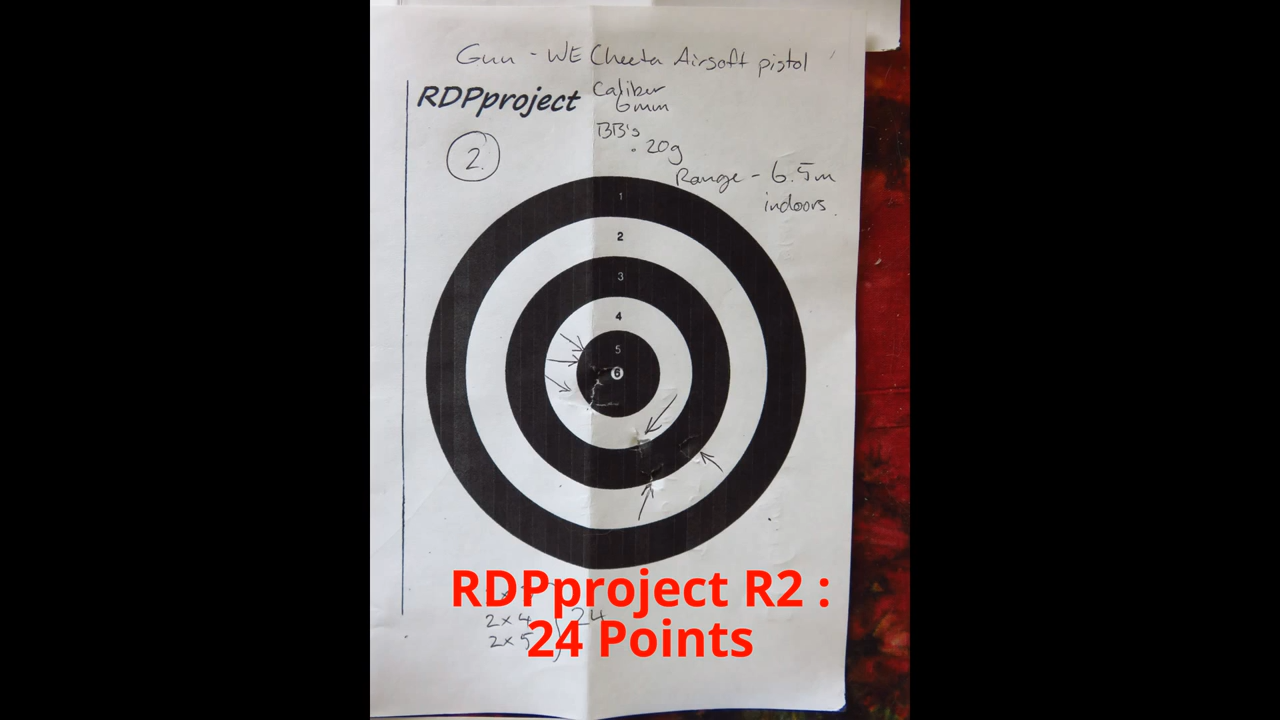 Gun - WE Cheeta Airsoft pistol
RDPproject
Caliber
6mm
BB's
.20g
2.
Range - 6.5m
indoors.
1
2
3
4
5
6
RDPproject R2 :
2x4 24
24 Points
2x5